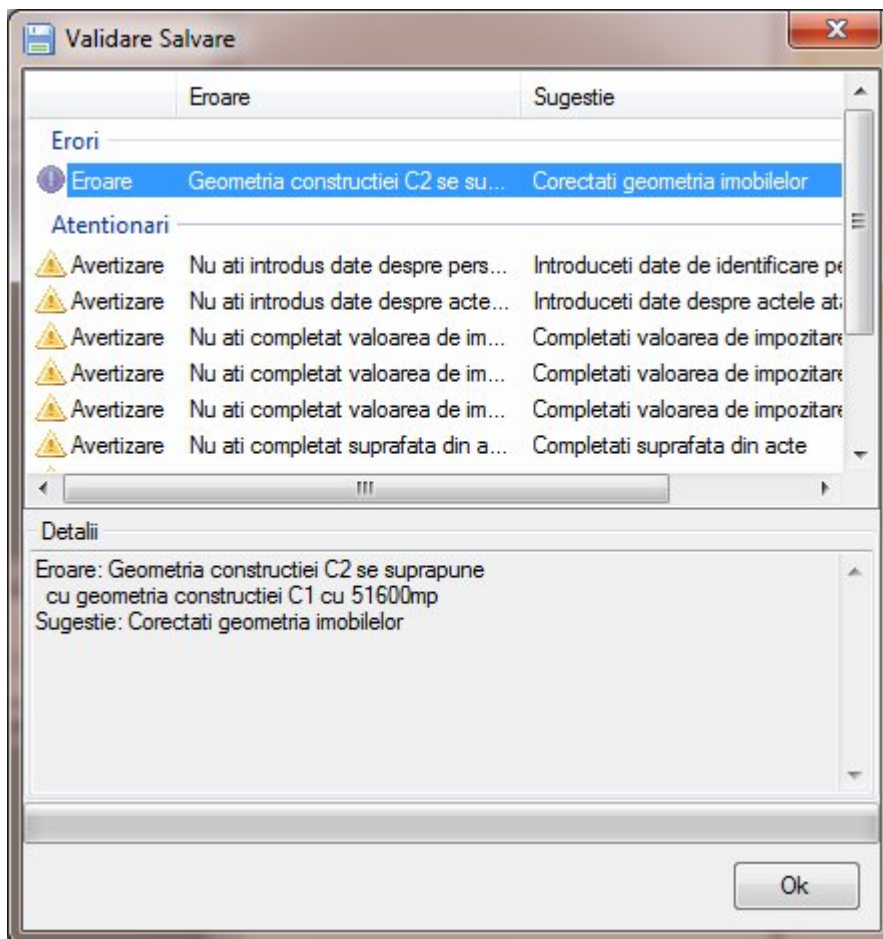 Validare Salvare
Eroare Sugestie
Erori
Eroare Geometria constructiei C2 se su... Corectati geometria imobilelor
Atentionari
Avertizare Nu ati introdus date despre pers... Introduceti date de identificare pe
Avertizare Nu ati introdus date despre acte... Introduceti date despre actele ata
Avertizare Nu ati completat valoarea de im... Completati valoarea de impozitare
Avertizare Nu ati completat valoarea de im... Completati valoarea de impozitare
Avertizare Nu ati completat valoarea de im... Completati valoarea de impozitare
Avertizare Nu ati completat suprafata din a... Completati suprafata din acte
Detalii
Eroare: Geometria constructiei C2 se suprapune
cu geometria constructiei C1 cu 51600mp
Sugestie: Corectati geometria imobilelor
Ok